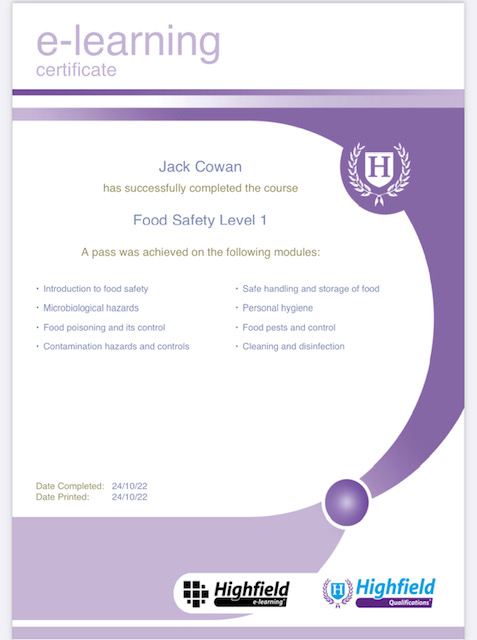 e-learning
certificate
H
Jack Cowan
has successfully completed the course
Food Safety Level 1
A pass was achieved on the following modules:
• Introduction to food safety
• Microbiological hazards
• Food poisoning and its control
• Contamination hazards and controls
• Safe handling and storage of food
• Personal hygiene
• Food pests and control
• Cleaning and disinfection
Date Completed: 24/10/22
Date Printed: 24/10/22
Highfield
e-learning
H
Highfield
Qualifications